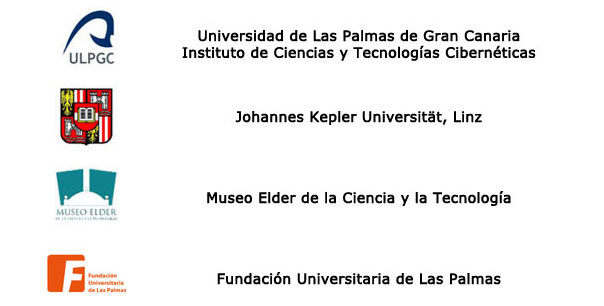 ULPGC
Universidad de Las Palmas de Gran Canaria
Instituto de Ciencias y Tecnologías Cibernéticas
Johannes Kepler Universität, Linz
MUSEO ELDER
Museo Elder de la Ciencia y la Tecnología
F
Fundación
Universitaria
de Las Palmas
Fundación Universitaria de Las Palmas